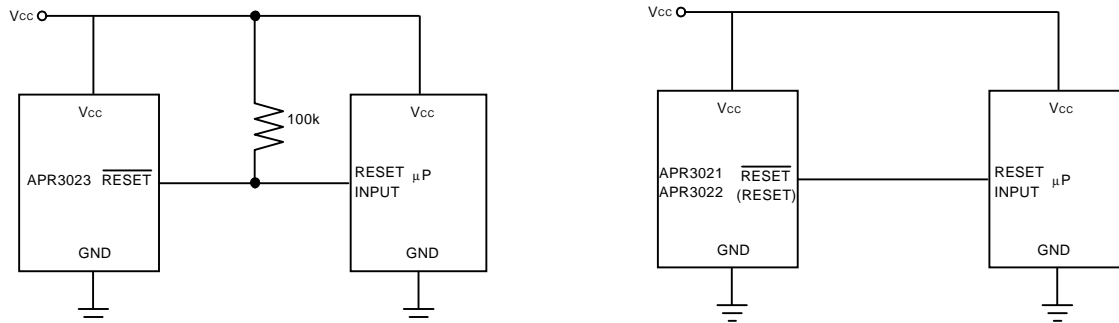 Vcc
Vcc
100k
APR3023 RESET
GND
Vcc
RESET μP
INPUT
GND
Vcc
Vcc
APR3021 RESET
APR3022 (RESET)
GND
Vcc
RESET μP
INPUT
GND